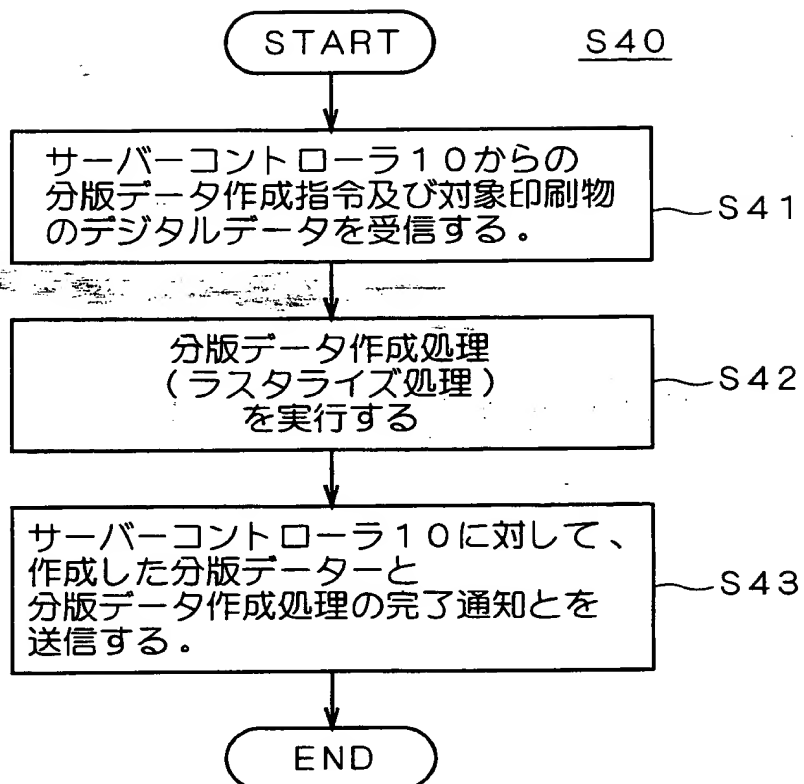 START
S40
サーバーコントローラ10からの
分版データ作成指令及び対象印刷物
のデジタルデータを受信する。
S41
分版データ作成処理
(ラスタライズ処理)
を実行する
S42
サーバーコントローラ10に対して、
作成した分版データーと
分版データ作成処理の完了通知とを
送信する。
S43
END